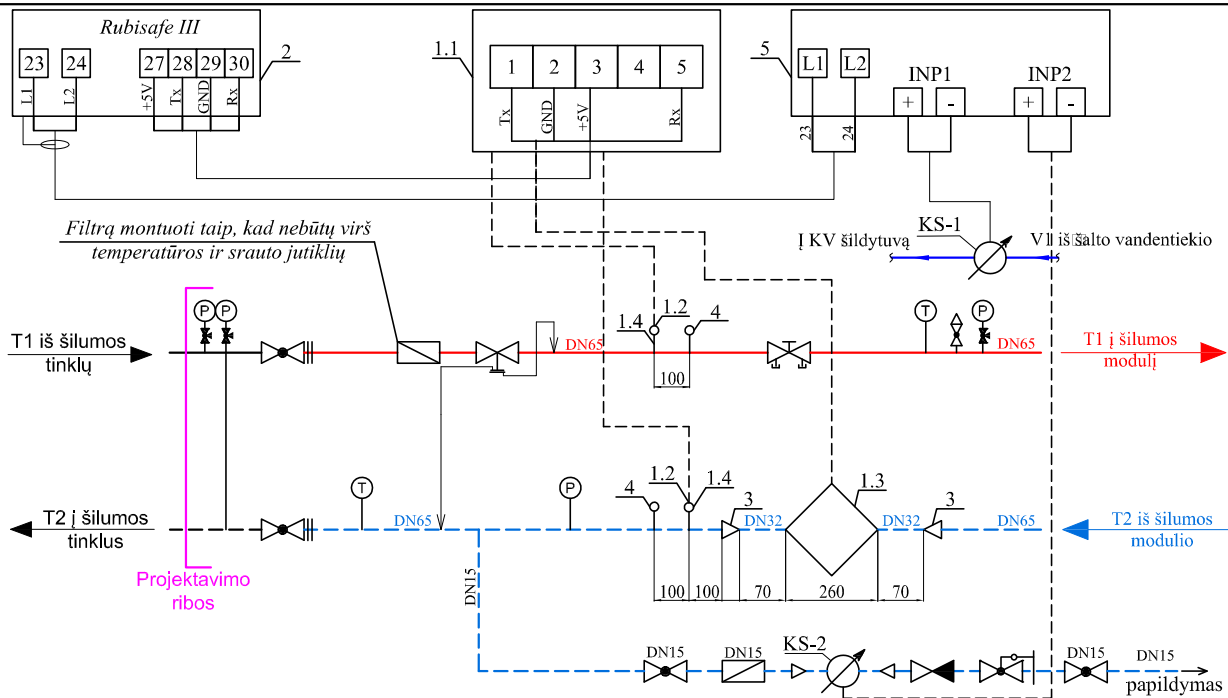 Rubisafe III
2
1.1
5
23
24
27
28
29
30
1
2
3
4
5
L1
L2
INP1
INP2
+
-
+
-
L1
L2
+5V
Tx
GND
Rx
Tx
GND
+5V
Rx
23
24
Filtrą montuoti taip, kad nebūtų virš
temperatūros ir srauto jutiklių
Į KV šildytuvą
KS-1
V1 iš šalto vandentiekio
P
P
1.2
4
1.4
T
P
T1 iš šilumos
tinklų
DN65
DN65
T1 į šilumos
modulį
100
T
P
4
1.2
1.4
3
1.3
3
T2 į šilumos
tinklus
DN65
DN32
DN32
DN65
T2 iš šilumos
modulio
Projektavimo
ribos
DN15
100
100
70
260
70
DN15
DN15
KS-2
DN15
DN15
papildymas